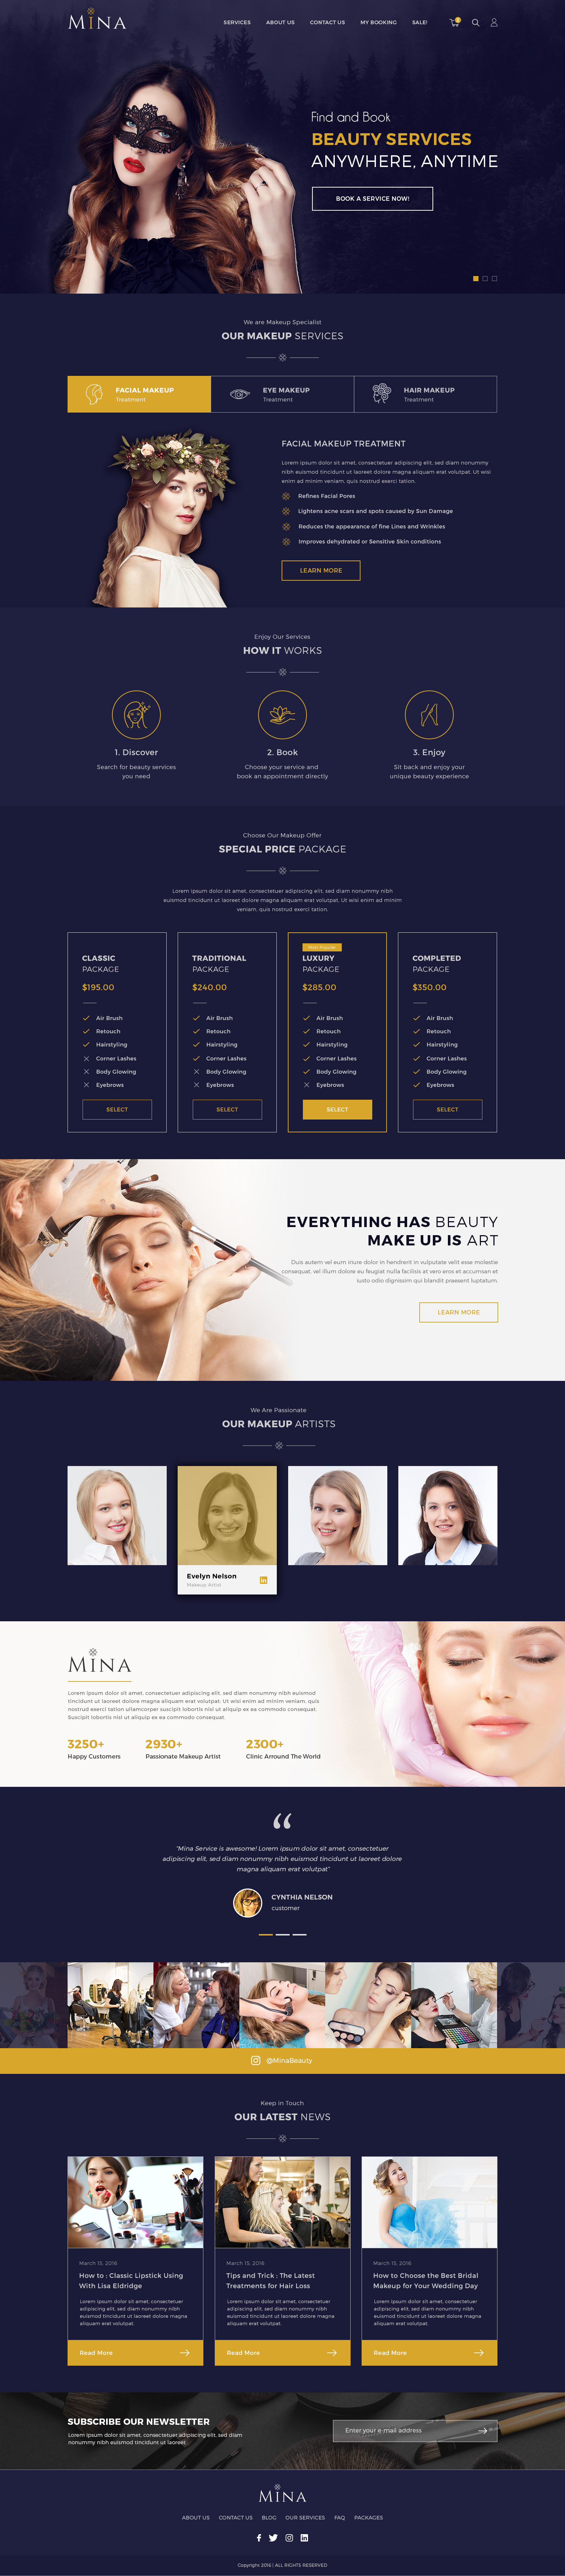 MINA
SERVICES ABOUT US CONTACT US MY BOOKING SALE!
Find and Book
BEAUTY SERVICES
ANYWHERE, ANYTIME
BOOK A SERVICE NOW!
We are Makeup Specialist
OUR MAKEUP SERVICES
FACIAL MAKEUP
Treatment
EYE MAKEUP
Treatment
HAIR MAKEUP
Treatment
FACIAL MAKEUP TREATMENT
Lorem ipsum dolor sit amet, consectetuer adipiscing elit, sed diam nonummy
nibh euismod tincidunt ut laoreet dolore magna aliquam erat volutpat. Ut wisi
enim ad minim veniam, quis nostrud exerci tation.
Refines Facial Pores
Lightens acne scars and spots caused by Sun Damage
Reduces the appearance of fine Lines and Wrinkles
Improves dehydrated or Sensitive Skin conditions
LEARN MORE
Enjoy Our Services
HOW IT WORKS
1. Discover
Search for beauty services
you need
2. Book
Choose your service and
book an appointment directly
3. Enjoy
Sit back and enjoy your
unique beauty experience
Choose Our Makeup Offer
SPECIAL PRICE PACKAGE
Lorem ipsum dolor sit amet, consectetuer adipiscing elit, sed diam nonummy nibh
euismod tincidunt ut laoreet dolore magna aliquam erat volutpat. Ut wisi enim ad minim
veniam, quis nostrud exerci tation.
CLASSIC
PACKAGE
$195.00
Air Brush
Retouch
Hairstyling
Corner Lashes
Body Glowing
Eyebrows
SELECT
TRADITIONAL
PACKAGE
$240.00
Air Brush
Retouch
Hairstyling
Corner Lashes
Body Glowing
Eyebrows
SELECT
Most Popular
LUXURY
PACKAGE
$285.00
Air Brush
Retouch
Hairstyling
Corner Lashes
Body Glowing
Eyebrows
SELECT
COMPLETED
PACKAGE
$350.00
Air Brush
Retouch
Hairstyling
Corner Lashes
Body Glowing
Eyebrows
SELECT
EVERYTHING HAS BEAUTY
MAKE UP IS ART
Duis autem vel eum iriure dolor in hendrerit in vulputate velit esse molestie
consequat, vel illum dolore eu feugiat nulla facilisis at vero eros et accumsan et
iusto odio dignissim qui blandit praesent luptatum.
LEARN MORE
We Are Passionate
OUR MAKEUP ARTISTS
Evelyn Nelson
Makeup Artist
in
MINA
Lorem ipsum dolor sit amet, consectetuer adipiscing elit, sed diam nonummy nibh euismod
tincidunt ut laoreet dolore magna aliquam erat volutpat. Ut wisi enim ad minim veniam, quis
nostrud exerci tation ullamcorper suscipit lobortis nisl ut aliquip ex ea commodo consequat.
Suscipit lobortis nisl ut aliquip ex ea commodo consequat.
3250+
Happy Customers
2930+
Passionate Makeup Artist
2300+
Clinic Arround The World
“
"Mina Service is awesome! Lorem ipsum dolor sit amet, consectetuer
adipiscing elit, sed diam nonummy nibh euismod tincidunt ut laoreet dolore
magna aliquam erat volutpat"
CYNTHIA NELSON
customer
@MinaBeauty
Keep in Touch
OUR LATEST NEWS
March 15, 2016
How to : Classic Lipstick Using
With Lisa Eldridge
Lorem ipsum dolor sit amet, consectetuer
adipiscing elit, sed diam nonummy nibh
euismod tincidunt ut laoreet dolore magna
aliquam erat volutpat.
Read More
March 15, 2016
Tips and Trick : The Latest
Treatments for Hair Loss
Lorem ipsum dolor sit amet, consectetuer
adipiscing elit, sed diam nonummy nibh
euismod tincidunt ut laoreet dolore magna
aliquam erat volutpat.
Read More
March 15, 2016
How to Choose the Best Bridal
Makeup for Your Wedding Day
Lorem ipsum dolor sit amet, consectetuer
adipiscing elit, sed diam nonummy nibh
euismod tincidunt ut laoreet dolore magna
aliquam erat volutpat.
Read More
SUBSCRIBE OUR NEWSLETTER
Lorem ipsum dolor sit amet, consectetuer adipiscing elit, sed diam
nonummy nibh euismod tincidunt ut laoreet
Enter your e-mail address
MINA
ABOUT US CONTACT US BLOG OUR SERVICES FAQ PACKAGES
Copyright 2016 | ALL RIGHTS RESERVED